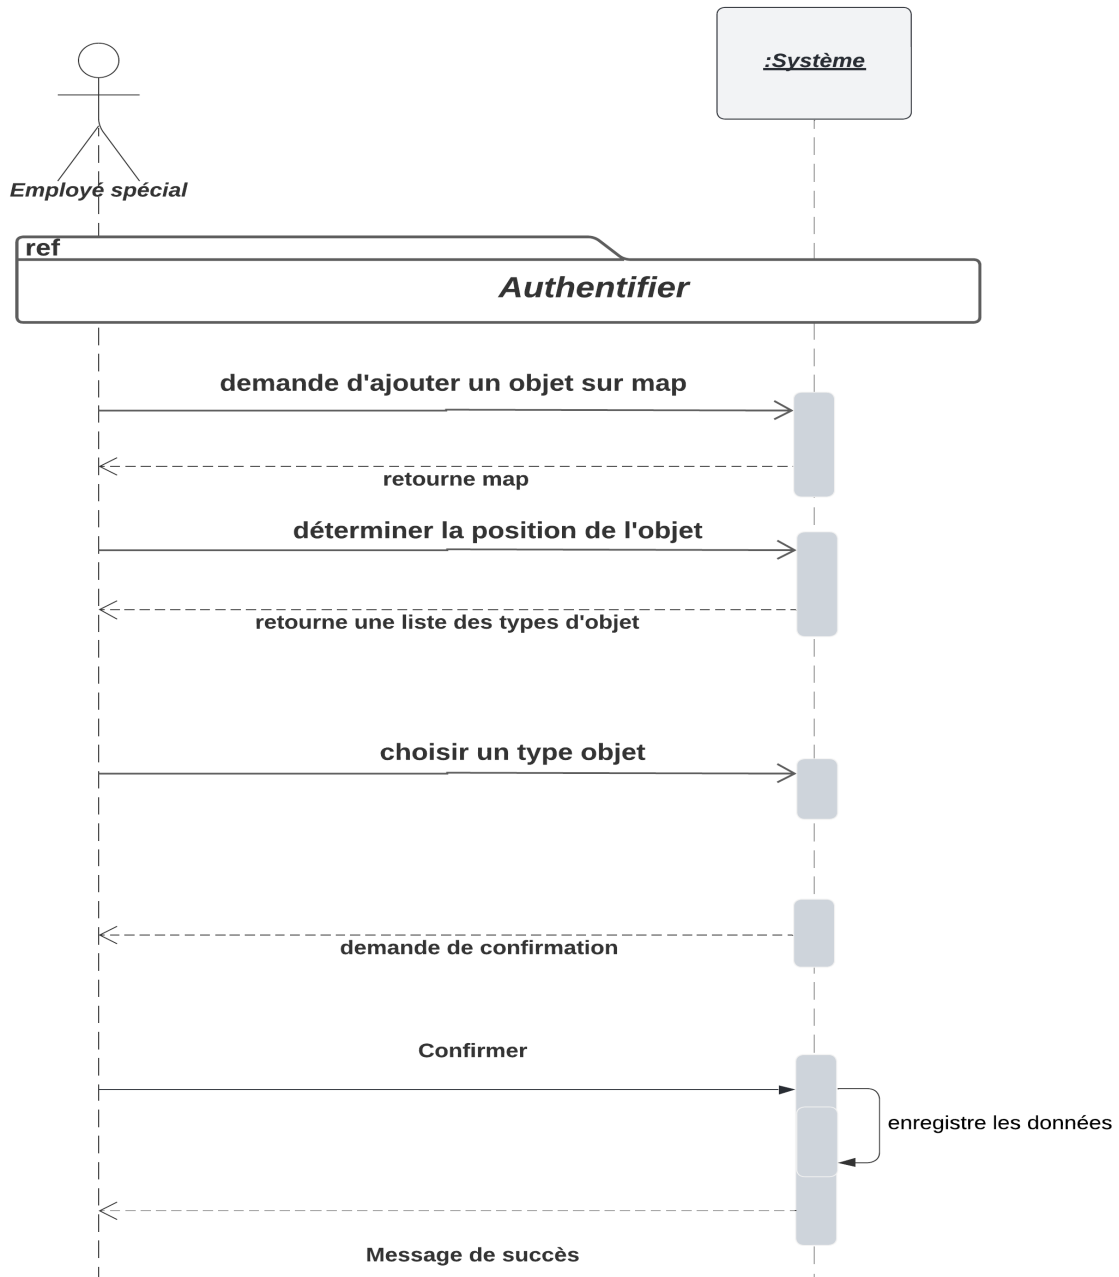 :Système
Employé spécial
ref
Authentifier
demande d'ajouter un objet sur map
retourne map
déterminer la position de l'objet
retourne une liste des types d'objet
choisir un type objet
demande de confirmation
Confirmer
enregistre les données
Message de succès